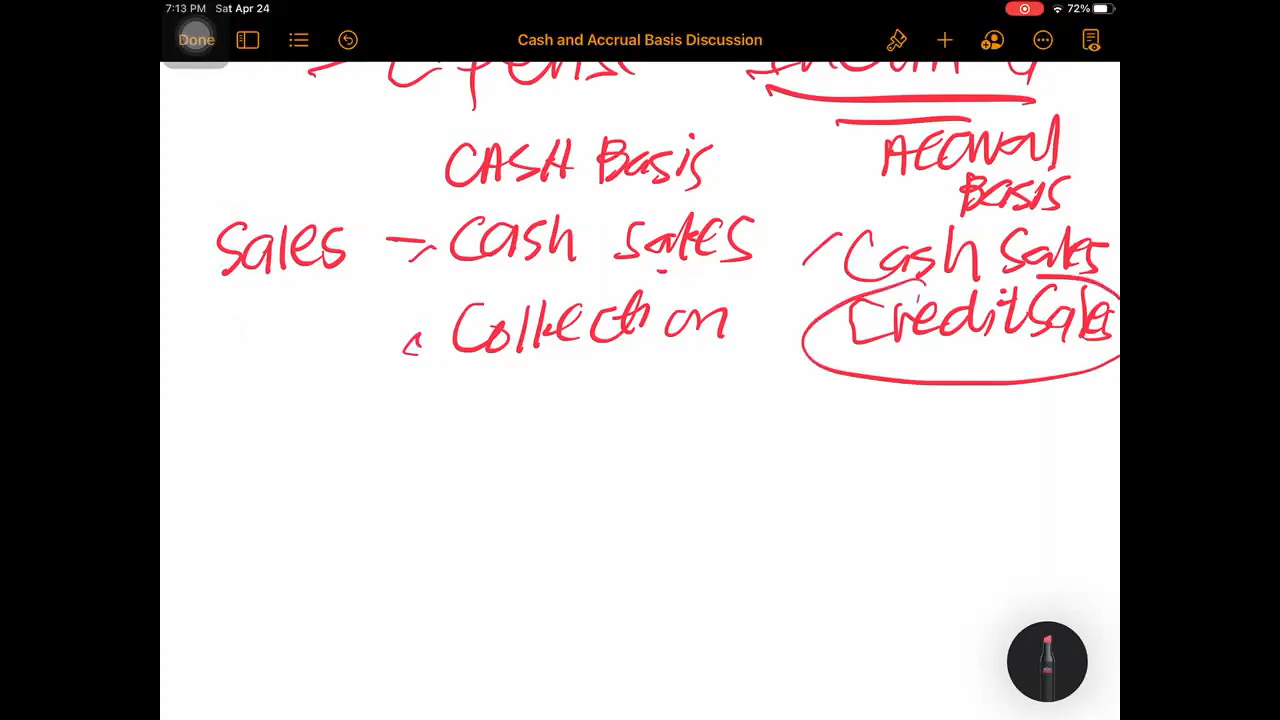 7:13 PM Sat Apr 24 72%
Done Cash and Accrual Basis Discussion
Expense
CASH Basis Accrual
Basis
Sales Cash Sales Cash Sales
Collection Credit Sales